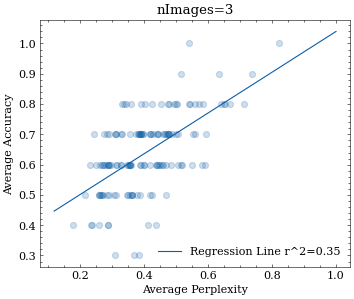 nImages=3
Average Accuracy
1.0
0.9
0.8
0.7
0.6
0.5
0.4
0.3
Regression Line r^2=0.35
0.2 0.4 0.6 0.8 1.0
Average Perplexity